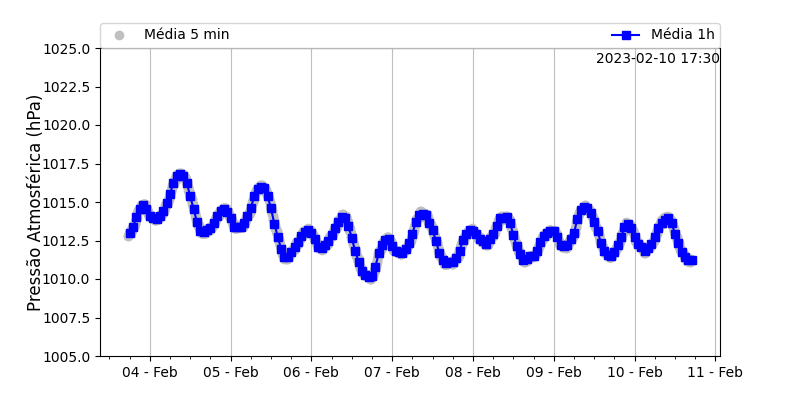 Média 5 min
Média 1h
2023-02-10 17:30
Pressão Atmosférica (hPa)
1025.0
1022.5
1020.0
1017.5
1015.0
1012.5
1010.0
1007.5
1005.0
04 - Feb
05 - Feb
06 - Feb
07 - Feb
08 - Feb
09 - Feb
10 - Feb
11 - Feb